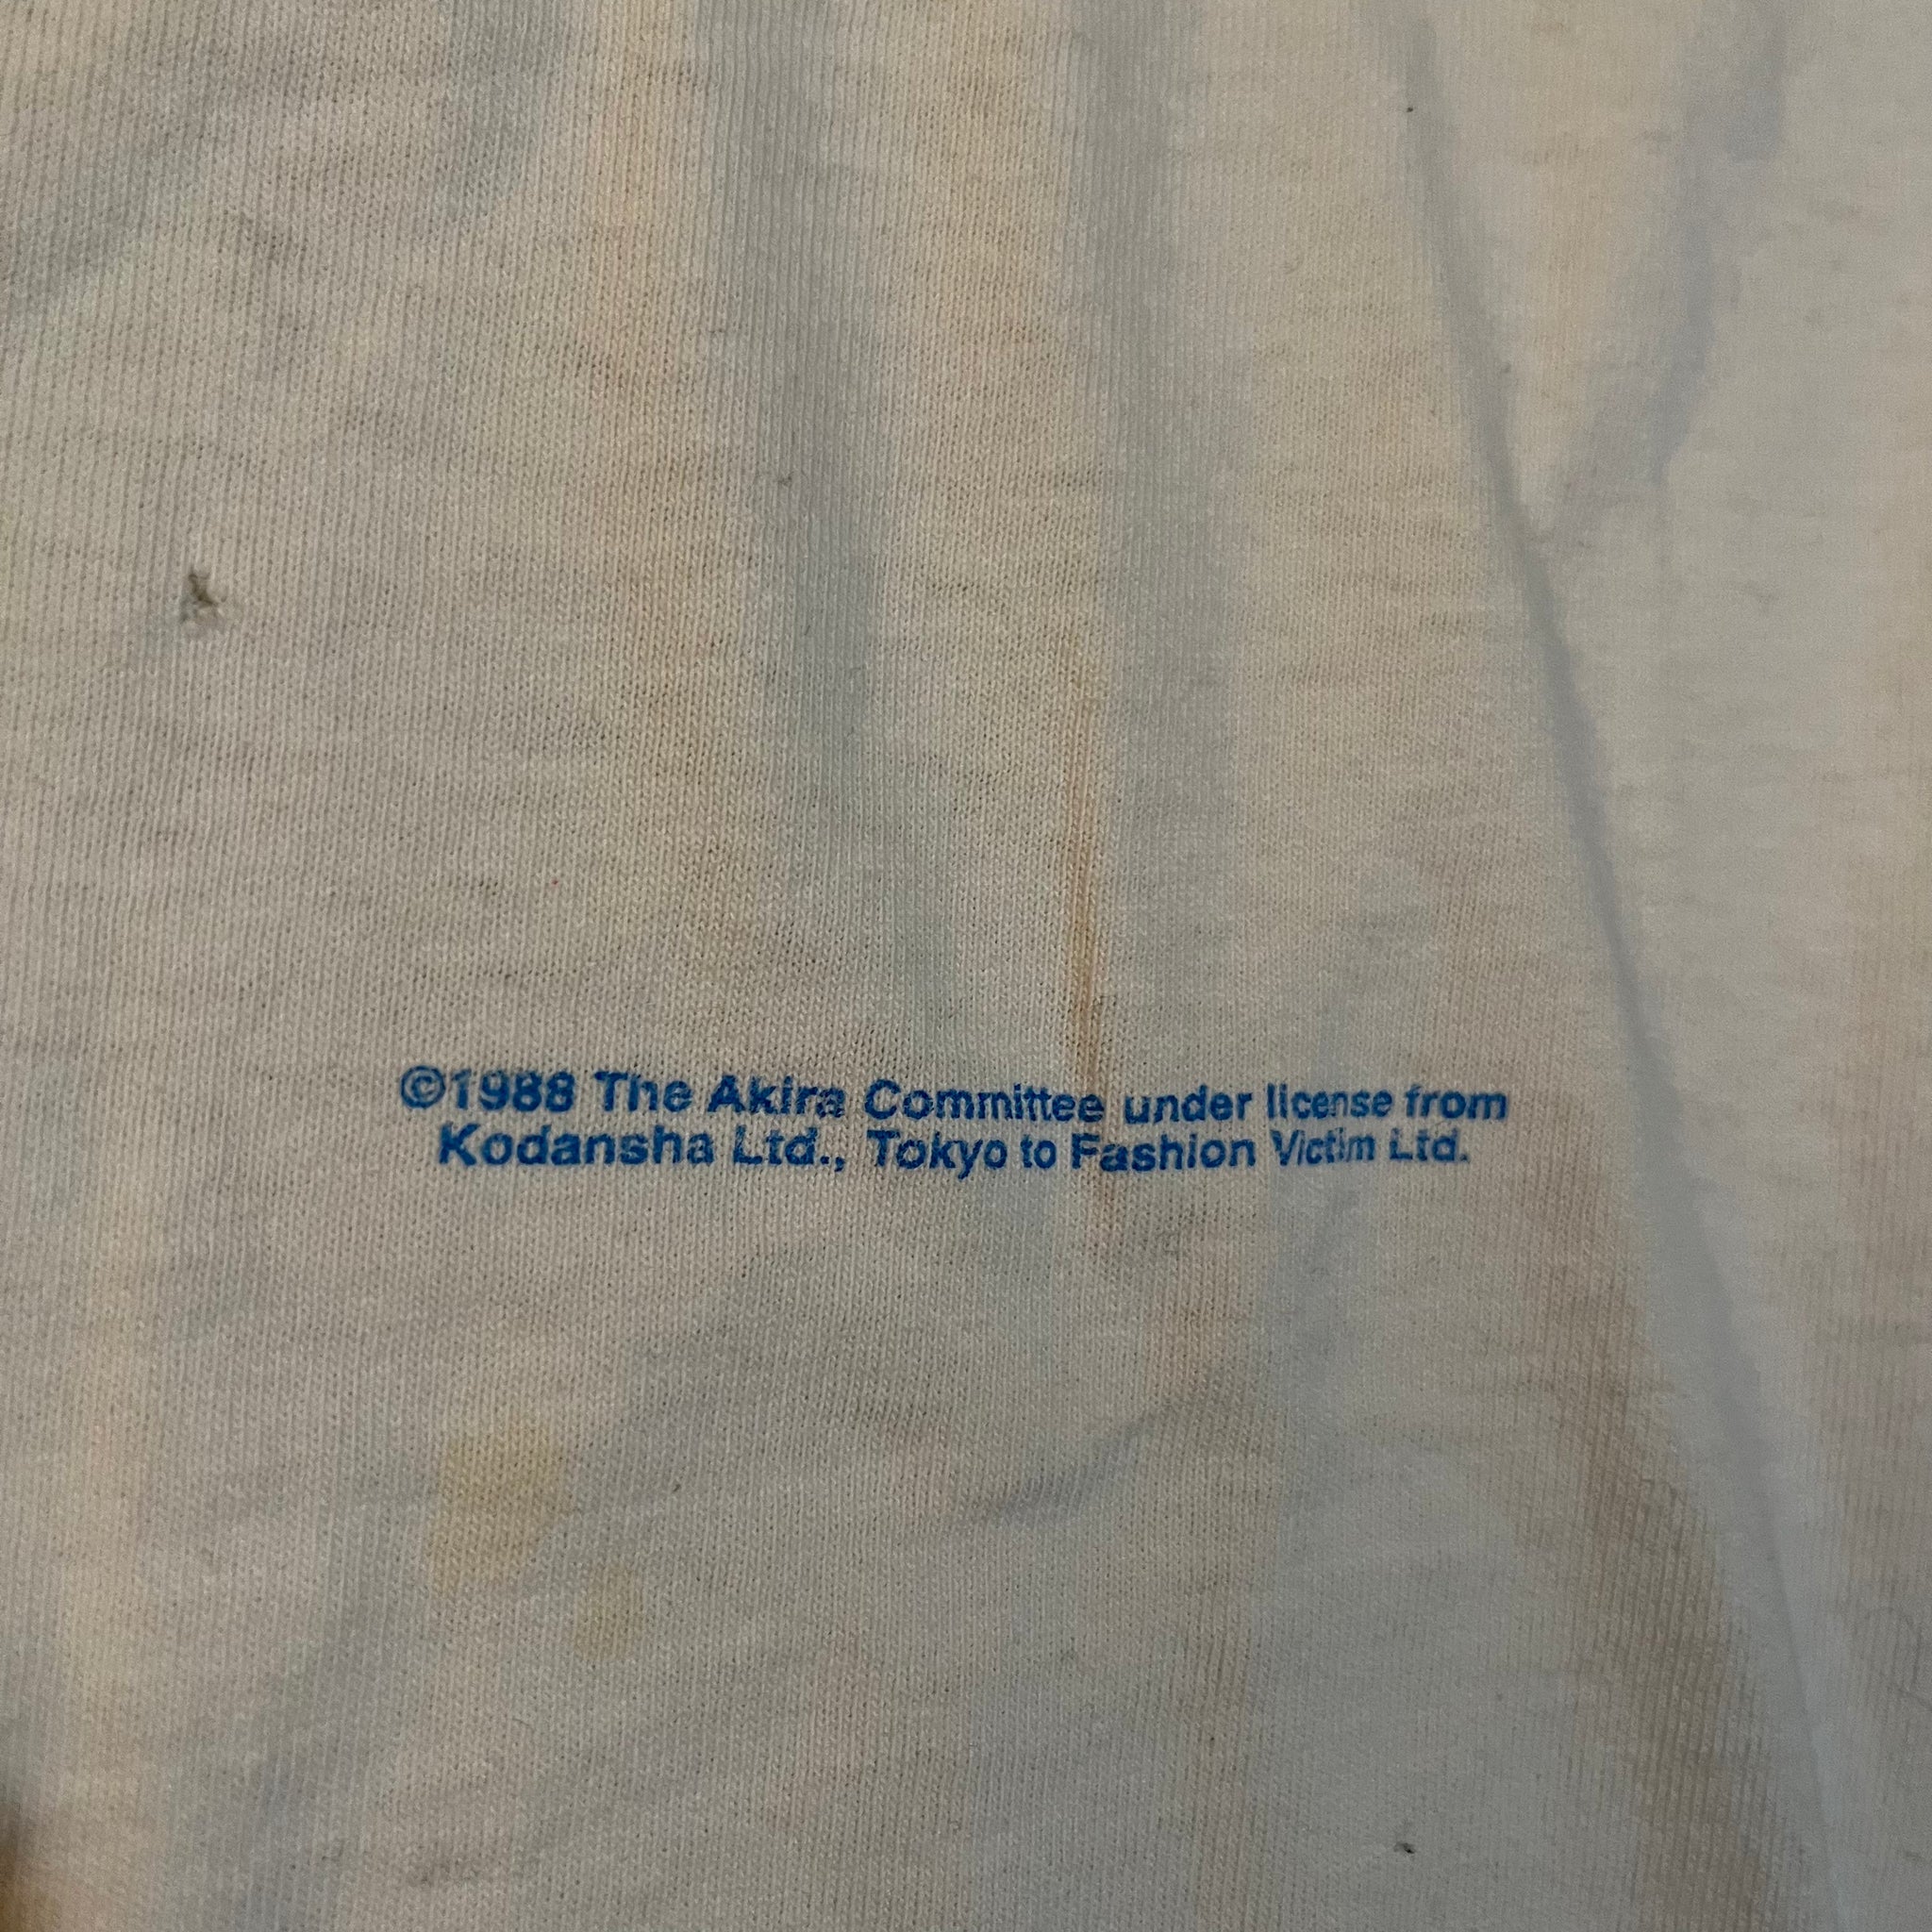 ©1988 The Akira Committee under license from
Kodansha Ltd., Tokyo to Fashion Victim Ltd.